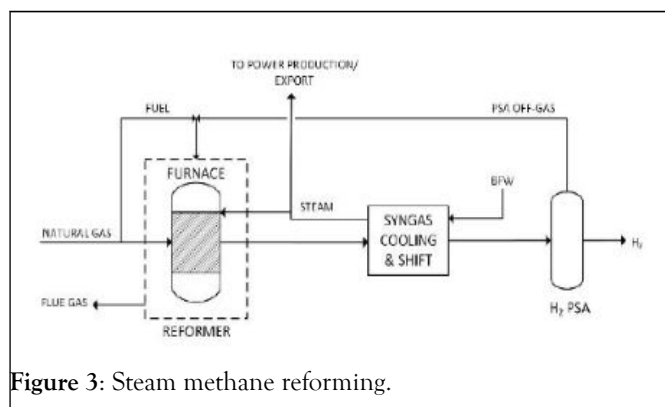 TO POWER PRODUCTION/
EXPORT
FUEL
PSA OFF-GAS
FURNACE
BFW
STEAM
SYNGAS
COOLING
& SHIFT
NATURAL GAS
H₂
FLUE GAS
REFORMER
H₂ PSA
Figure 3: Steam methane reforming.